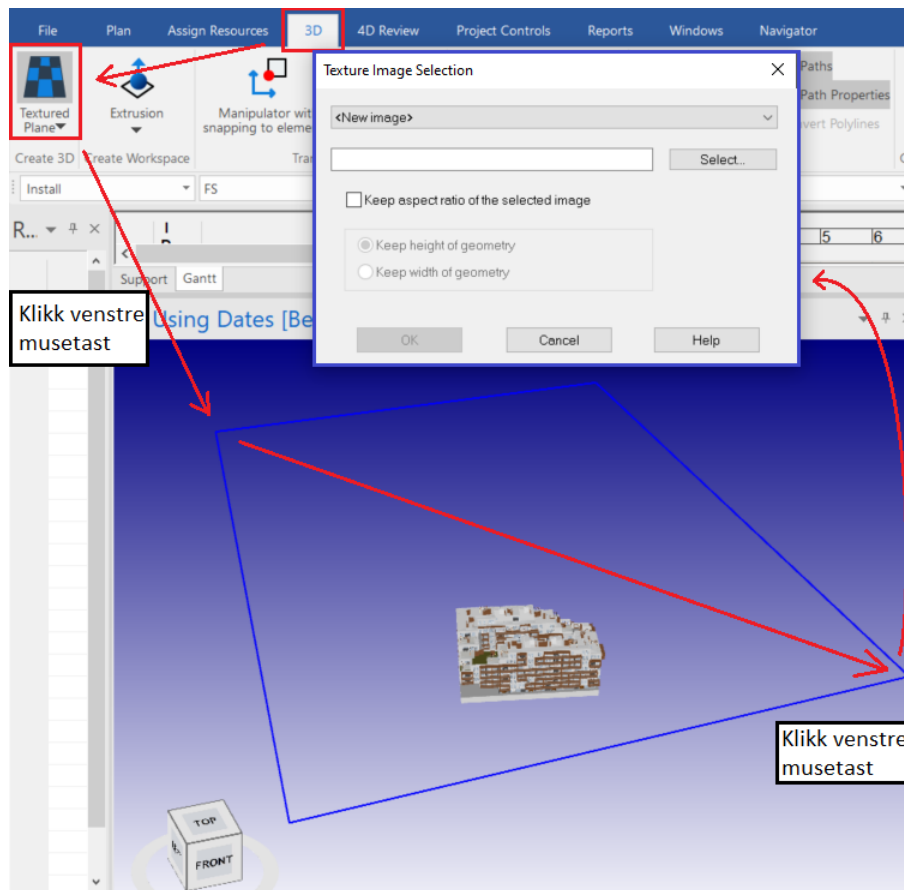 File Plan Assign Resources 3D 4D Review Project Controls Reports Windows Navigator
Texture Image Selection
Paths
Path Properties
Textured
Plane
Extrusion
Manipulator wit
snapping to eleme
vert Polylines
Create 3D
Create Workspace
Tra
<New image>
Select...
Keep aspect ratio of the selected image
Keep height of geometry
Keep width of geometry
OK Cancel Help
Install FS
R...
5 6
Support Gantt
Using Dates [Be
Klikk venstre
musetast
Klikk venstre
musetast
TOP
FRONT